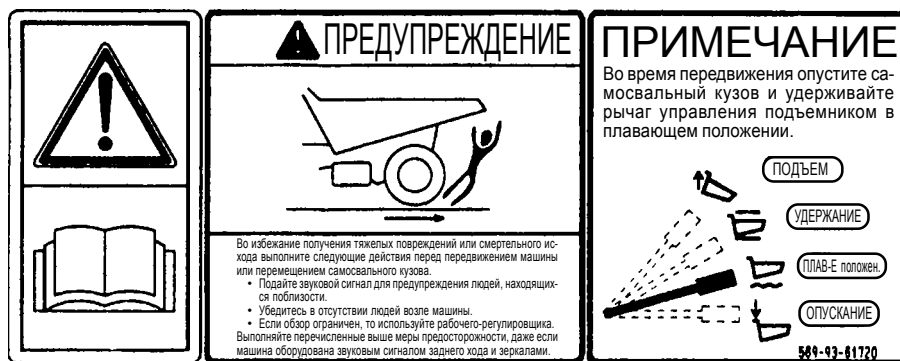 ПРЕДУПРЕЖДЕНИЕ
Во избежание получения тяжелых повреждений или смертельного ис-
хода выполните следующие действия перед передвижением машины
или перемещением самосвального кузова.
• Подайте звуковой сигнал для предупреждения людей, находящих-
ся поблизости.
• Убедитесь в отсутствии людей возле машины.
• Если обзор ограничен, то используйте рабочего-регулировщика.
Выполняйте перечисленные выше меры предосторожности, даже если
машина оборудована звуковым сигналом заднего хода и зеркалами.
ПРИМЕЧАНИЕ
Во время передвижения опустите са-
мосвальный кузов и удерживайте
рычаг управления подъемником в
плавающем положении.
ПОДЪЕМ
УДЕРЖАНИЕ
ПЛАВ-Е положен.
ОПУСКАНИЕ
569-93-61720